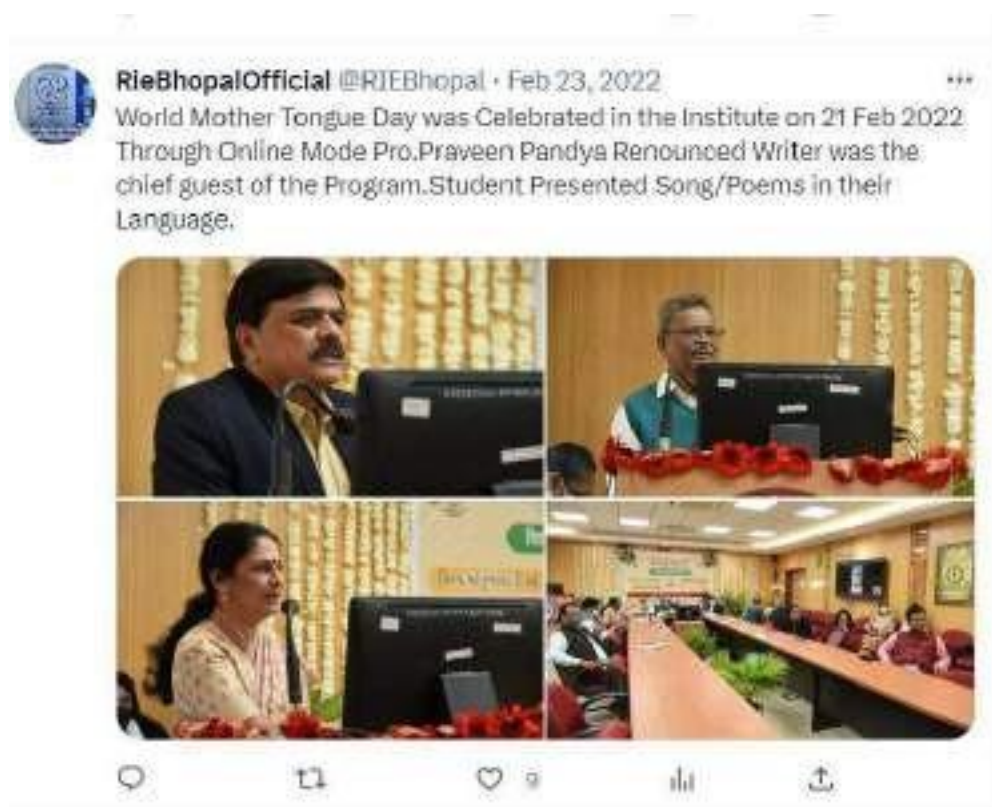 RieBhopalOfficial @RIEBhopal · Feb 23, 2022
World Mother Tongue Day was Celebrated in the Institute on 21 Feb 2022
Through Online Mode Pro.Praveen Pandya Renounced Writer was the
chief guest of the Program.Student Presented Song/Poems in their
Language.
9